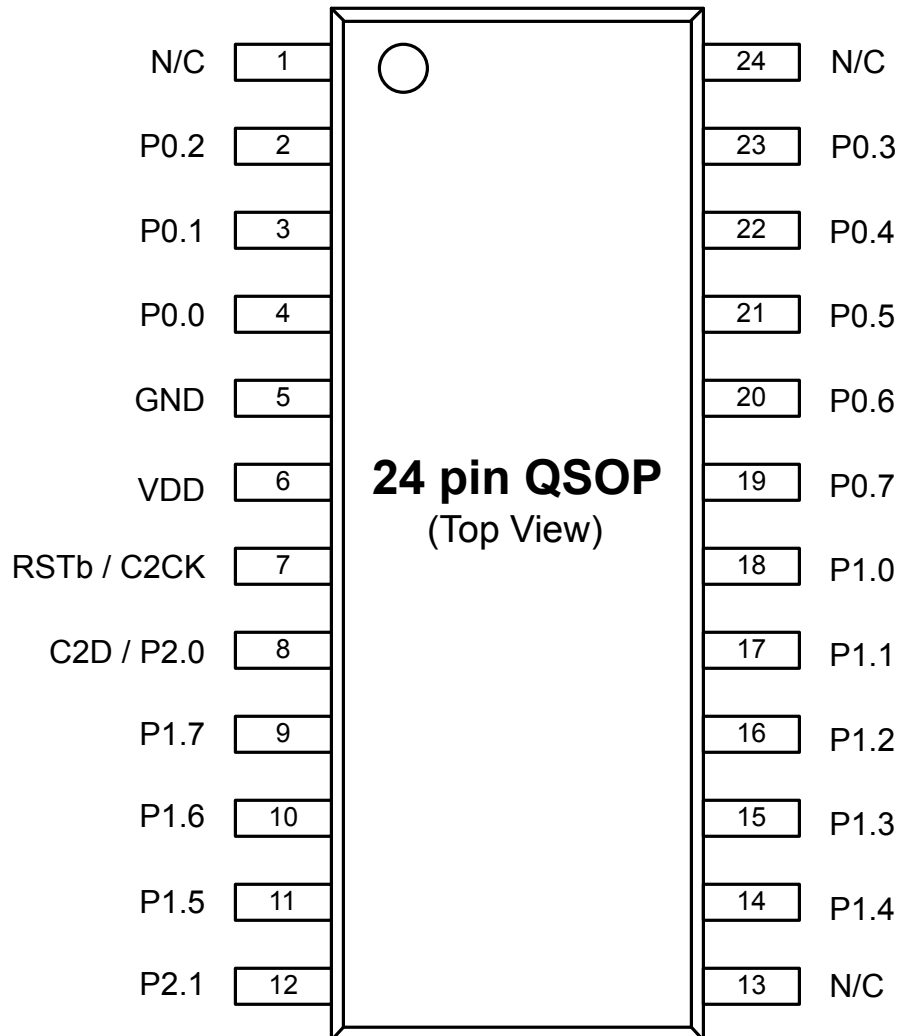 N/C 1 24 N/C
P0.2 2 23 P0.3
P0.1 3 22 P0.4
P0.0 4 21 P0.5
GND 5 20 P0.6
VDD 6 19 P0.7
24 pin QSOP
(Top View)
RSTb / C2CK 7 18 P1.0
C2D / P2.0 8 17 P1.1
P1.7 9 16 P1.2
P1.6 10 15 P1.3
P1.5 11 14 P1.4
P2.1 12 13 N/C